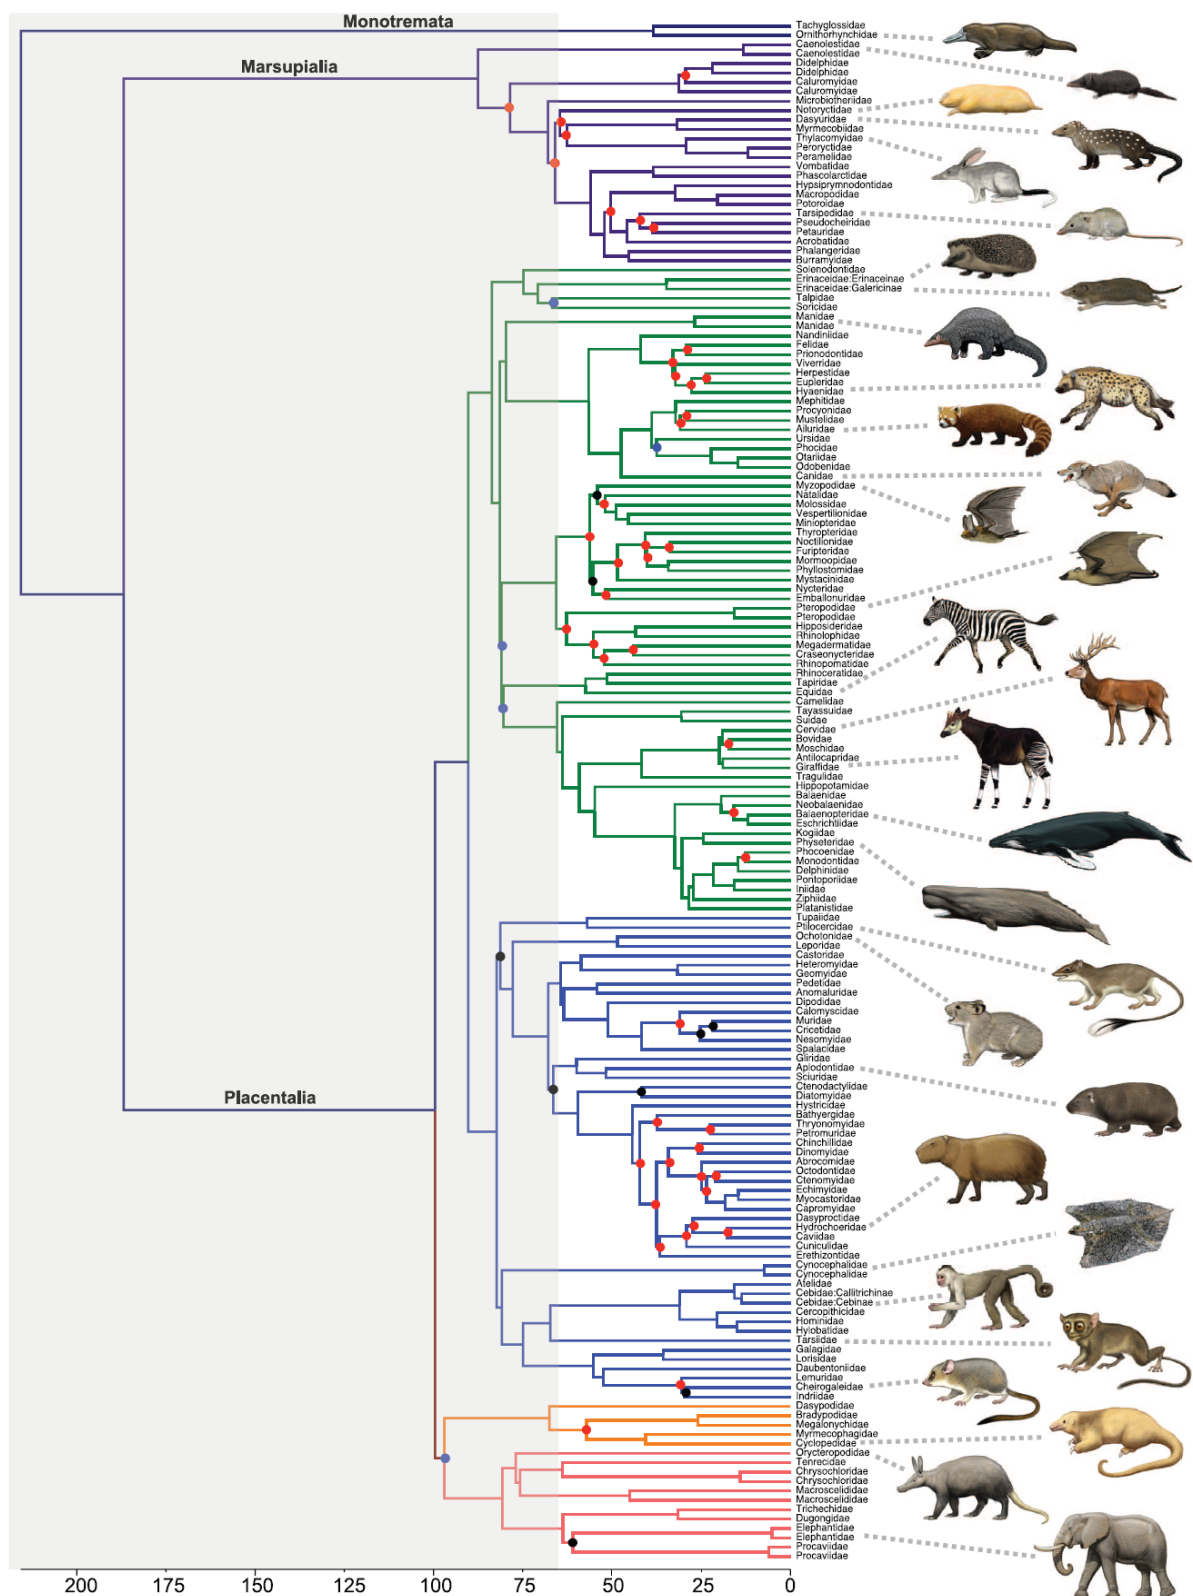 Monotremata
Marsupialia
Placentalia
Tachyglossidae
Ornithorhynchidae
Caenolestidae
Caenolestidae
Didelphidae
Didelphidae
Caluromyidae
Caluromyidae
Microbiotheriidae
Notoryctidae
Dasyuridae
Myrmecobiidae
Thylacomyidae
Peroryctidae
Peramelidae
Vombatidae
Phascolarctidae
Hypsiprymnodontidae
Macropodidae
Potoroidae
Tarsipedidae
Pseudocheiridae
Petauridae
Acrobatidae
Phalangeridae
Burramyidae
Solenodontidae
Erinaceidae:Erinaceinae
Erinaceidae:Galericinae
Talpidae
Soricidae
Manidae
Manidae
Nandiniidae
Felidae
Prionodontidae
Viverridae
Herpestidae
Eupleridae
Hyaenidae
Mephitidae
Procyonidae
Mustelidae
Ailuridae
Ursidae
Phocidae
Otariidae
Odobenidae
Canidae
Myzopodidae
Natalidae
Molossidae
Vespertilionidae
Miniopteridae
Thyropteridae
Noctilionidae
Furipteridae
Mormoopidae
Phyllostomidae
Mystacinidae
Nycteridae
Emballonuridae
Pteropodidae
Pteropodidae
Hipposideridae
Rhinolophidae
Megadermatidae
Craseonycteridae
Rhinopomatidae
Rhinoceratidae
Tapiridae
Equidae
Camelidae
Tayassuidae
Suidae
Cervidae
Bovidae
Moschidae
Antilocapridae
Giraffidae
Tragulidae
Hippopotamidae
Balaenidae
Neobalaenidae
Balaenopteridae
Eschrichtiidae
Kogiidae
Physeteridae
Phocoenidae
Monodontidae
Delphinidae
Pontoporiidae
Iniidae
Ziphiidae
Platanistidae
Tupaiidae
Ptilocercidae
Ochotonidae
Leporidae
Castoridae
Heteromyidae
Geomyidae
Pedetidae
Anomaluridae
Dipodidae
Calomyscidae
Muridae
Cricetidae
Nesomyidae
Spalacidae
Gliridae
Aplodontidae
Sciuridae
Ctenodactylidae
Diatomyidae
Hystricidae
Bathyergidae
Thryonomyidae
Petromuridae
Chinchillidae
Dinomyidae
Abrocomidae
Octodontidae
Ctenomyidae
Echimyidae
Myocastoridae
Capromyidae
Dasyproctidae
Hydrochoeridae
Caviidae
Cuniculidae
Erethizontidae
Cynocephalidae
Cynocephalidae
Atelidae
Cebidae:Callitrichinae
Cebidae:Cebinae
Cercopithicidae
Hominidae
Hylobatidae
Tarsiidae
Galagidae
Lorisidae
Daubentoniidae
Lemuridae
Cheirogaleidae
Indriidae
Dasypodidae
Bradypodidae
Megalonychidae
Myrmecophagidae
Cyclopedidae
Orycteropodidae
Tenrecidae
Chrysochloridae
Chrysochloridae
Macroscelididae
Macroscelididae
Trichechidae
Dugongidae
Elephantidae
Elephantidae
Procaviidae
Procaviidae
200 175 150 125 100 75 50 25 0